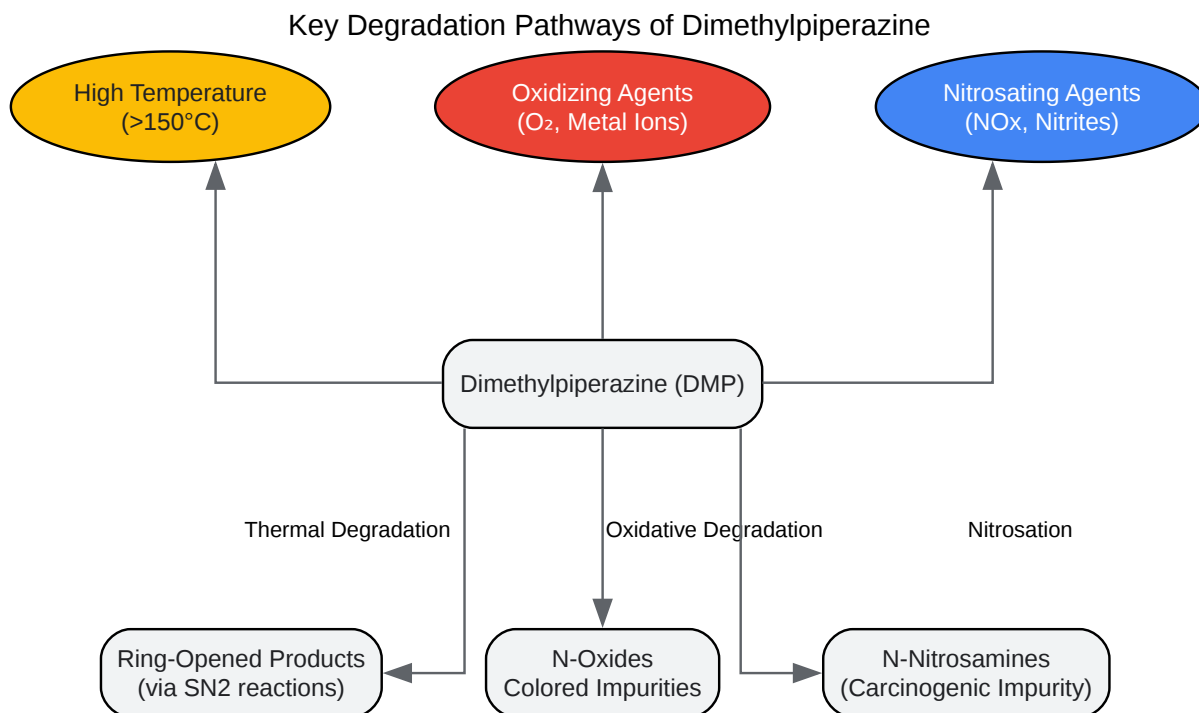 Key Degradation Pathways of Dimethylpiperazine
High Temperature
(>150°C)
Oxidizing Agents
(O₂, Metal Ions)
Nitrosating Agents
(NOx, Nitrites)
Dimethylpiperazine (DMP)
Thermal Degradation
Oxidative Degradation
Nitrosation
Ring-Opened Products
(via SN2 reactions)
N-Oxides
Colored Impurities
N-Nitrosamines
(Carcinogenic Impurity)